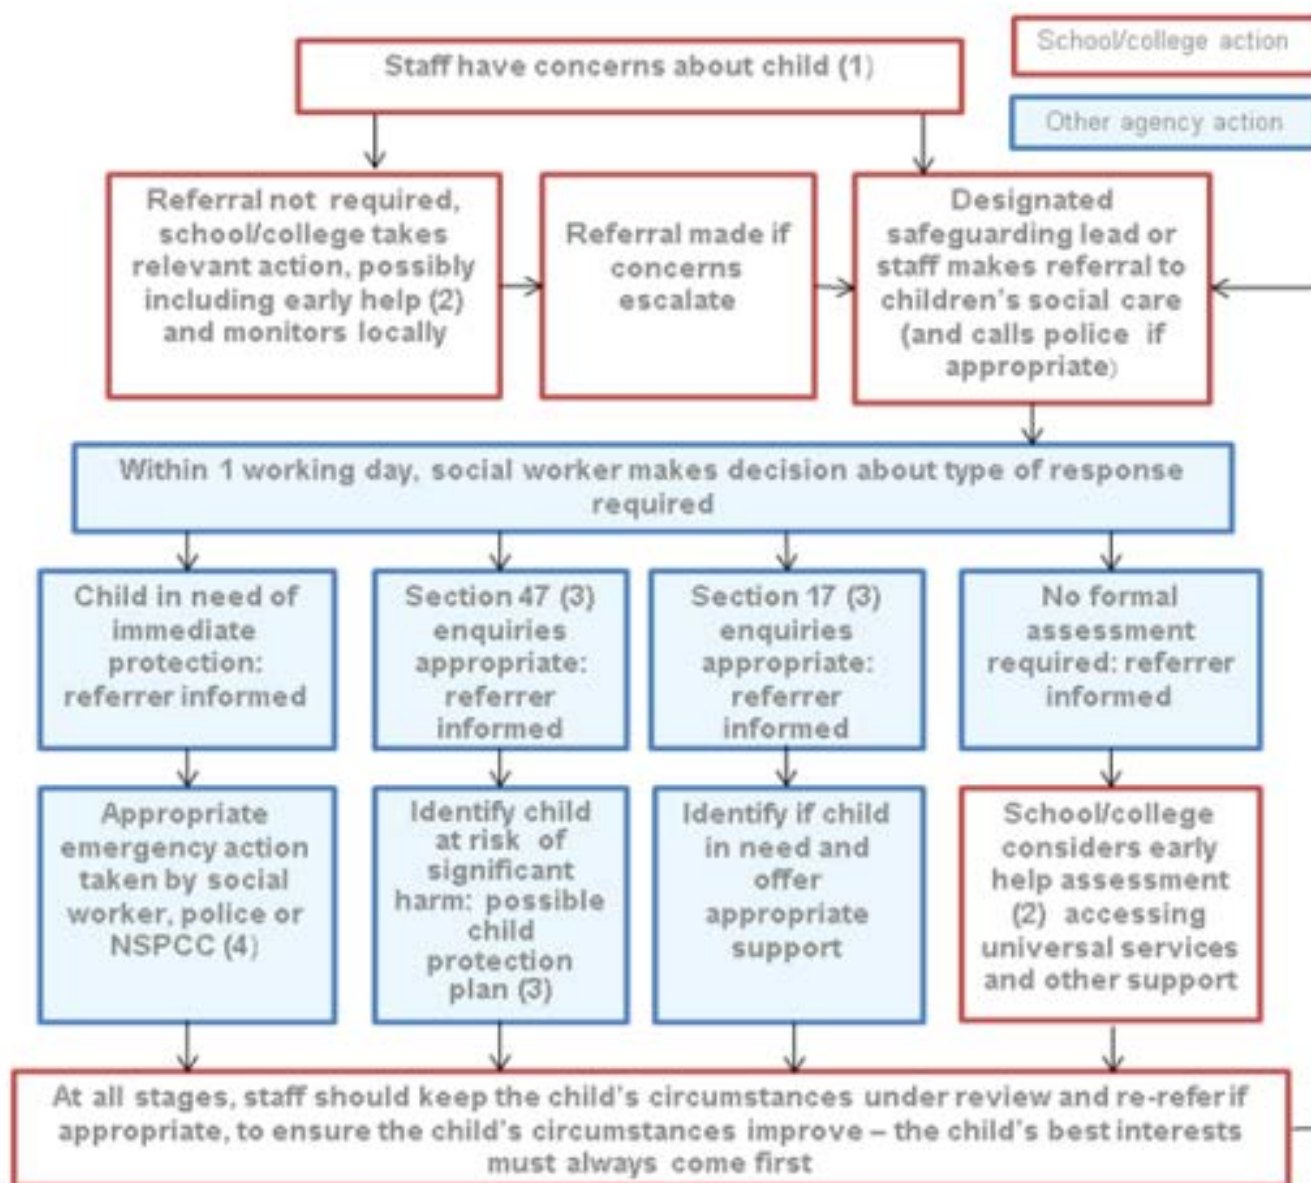 School/college action
Staff have concerns about child (1)
Other agency action
Referral not required,
school/college takes
relevant action, possibly
including early help (2)
and monitors locally
Referral made if
concerns
escalate
Designated
safeguarding lead or
staff makes referral to
children's social care
(and calls police if
appropriate)
Within 1 working day, social worker makes decision about type of response
required
Child in need of
immediate
protection:
referrer informed
Section 47 (3)
enquiries
appropriate:
referrer
informed
Section 17 (3)
enquiries
appropriate:
referrer
informed
No formal
assessment
required: referrer
informed
Appropriate
emergency action
taken by social
worker, police or
NSPCC (4)
Identify child
at risk of
significant
harm: possible
child
protection
plan (3)
Identify if child
in need and
offer
appropriate
support
School/college
considers early
help assessment
(2) accessing
universal services
and other support
At all stages, staff should keep the child's circumstances under review and re-refer if
appropriate, to ensure the child's circumstances improve – the child's best interests
must always come first